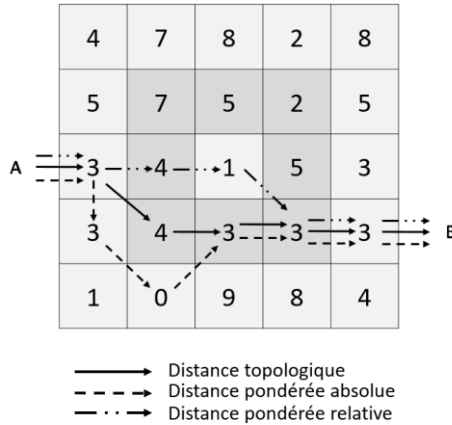 4 7 8 2 8
5 7 5 2 5
A 3 4 1 5 3
3 4 3 3 3 B
1 0 9 8 4
Distance topologique
Distance pondérée absolue
Distance pondérée relative